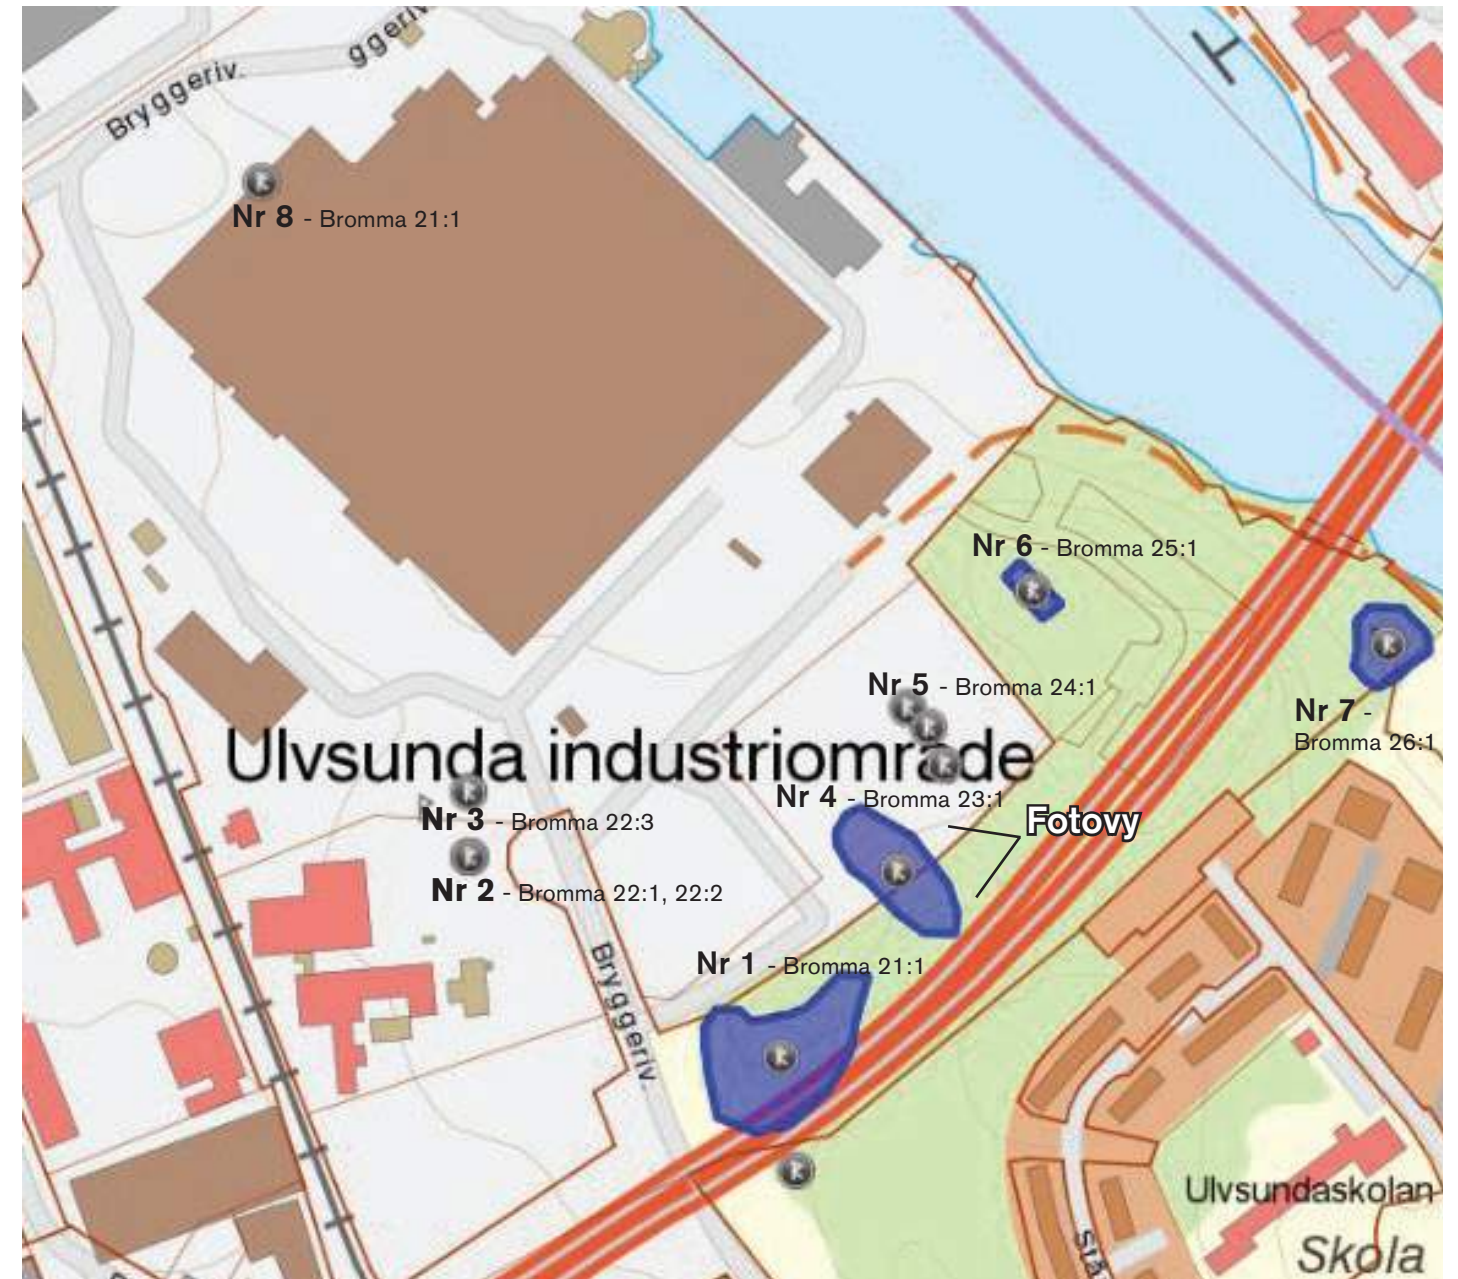 ggeriv
Bryggeriv.
Nr 8 - Bromma 21:1
Nr 6 - Bromma 25:1
Nr 5 - Bromma 24:1
Nr 7 -
Bromma 26:1
Ulvsunda industriområde
Nr 4 - Bromma 23:1
Nr 3 - Bromma 22:3
Fotovy
Nr 2 - Bromma 22:1, 22:2
Nr 1 - Bromma 21:1
Bryggeriv
Ulvsundaskolan
Skola